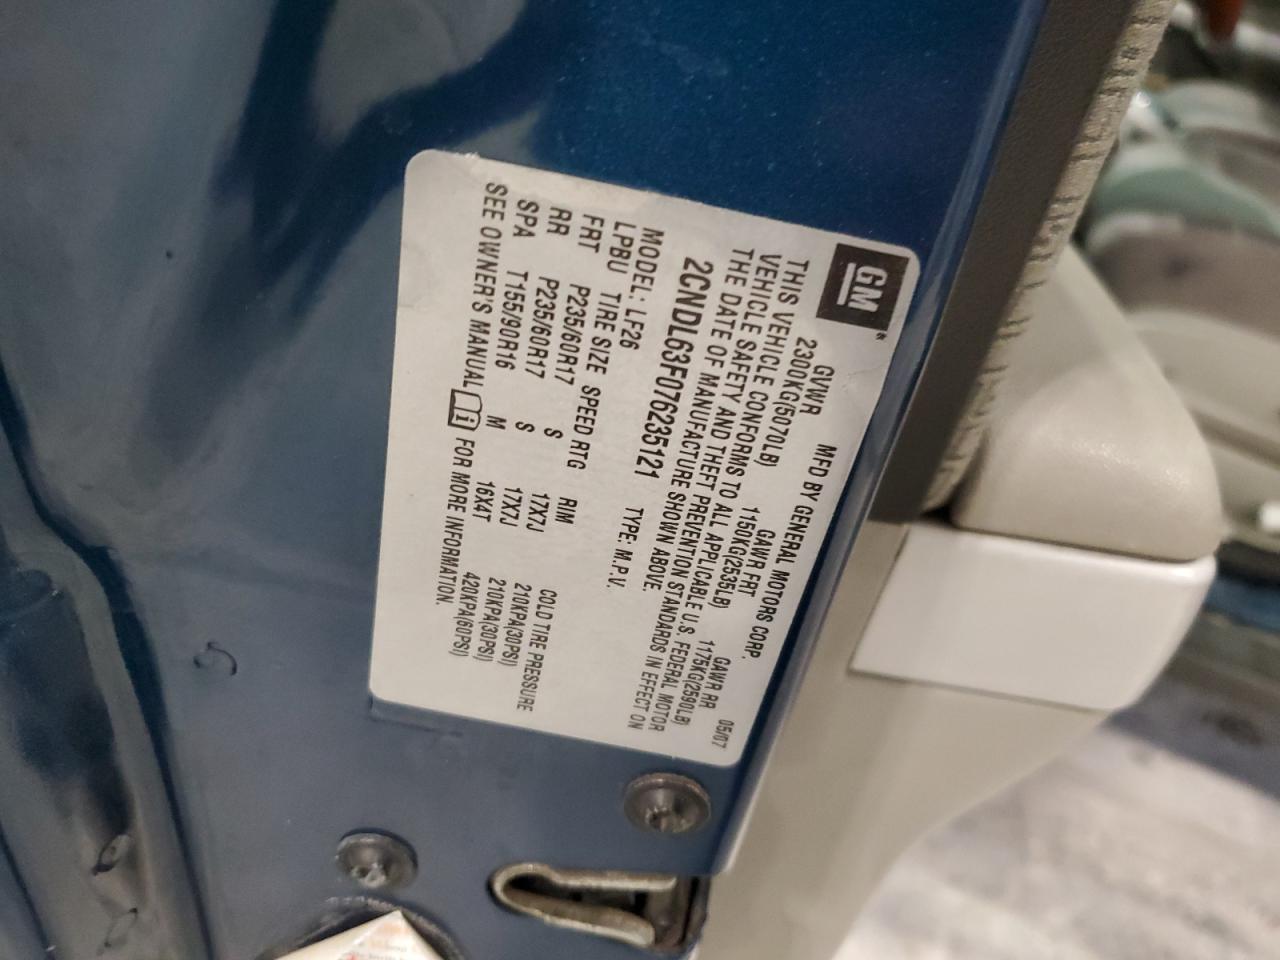 GM
MFD BY GENERAL MOTORS CORP. 05/07
GVWR GAWR FRT GAWR RR
2300KG(5070LB) 1150KG(2535LB) 1175KG(2590LB)
THIS VEHICLE CONFORMS TO ALL APPLICABLE U.S. FEDERAL MOTOR
VEHICLE SAFETY AND THEFT PREVENTION STANDARDS IN EFFECT ON
THE DATE OF MANUFACTURE SHOWN ABOVE.
2CNDL63F076235121 TYPE: M.P.V.
MODEL: LF26
LPBU TIRE SIZE SPEED RTG RIM COLD TIRE PRESSURE
FRT P235/60R17 S 17X7J 210KPA(30PSI)
RR P235/60R17 S 17X7J 210KPA(30PSI)
SPA T155/90R16 M 16X4T 420KPA(60PSI)
SEE OWNER'S MANUAL i FOR MORE INFORMATION.